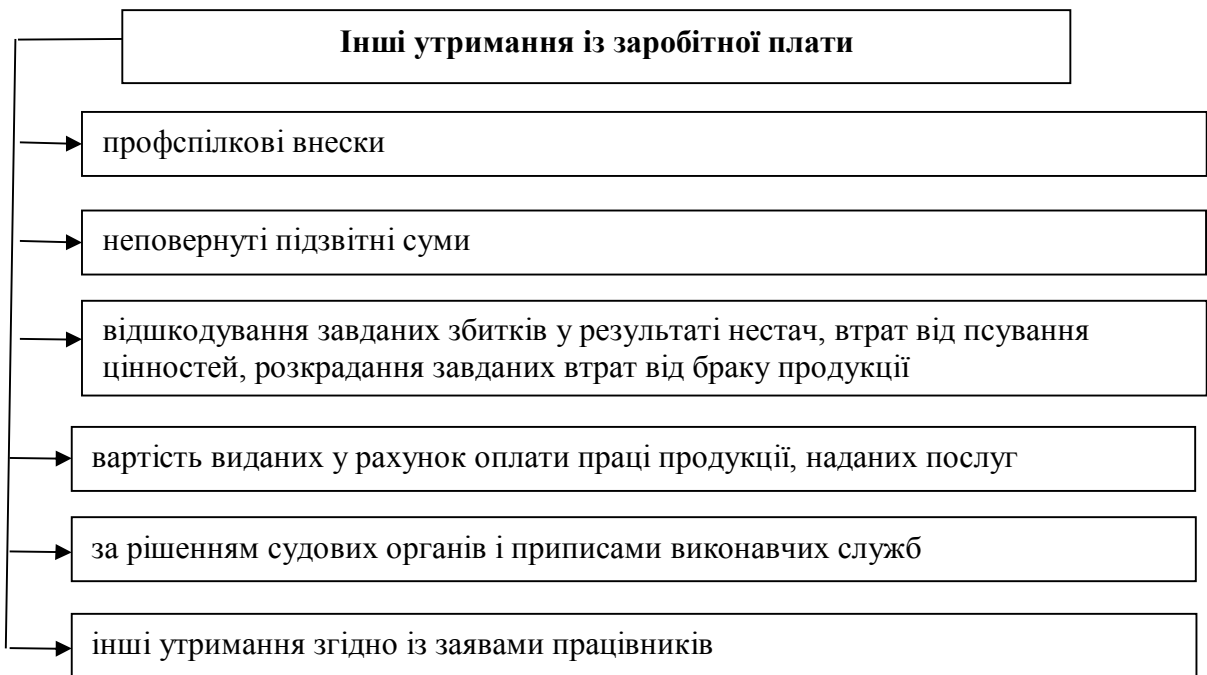 Інші утримання із заробітної плати
профспілкові внески
неповернуті підзвітні суми
відшкодування завданих збитків у результаті нестач, втрат від псування
цінностей, розкрадання завданих втрат від браку продукції
вартість виданих у рахунок оплати праці продукції, наданих послуг
за рішенням судових органів і приписами виконавчих служб
інші утримання згідно із заявами працівників